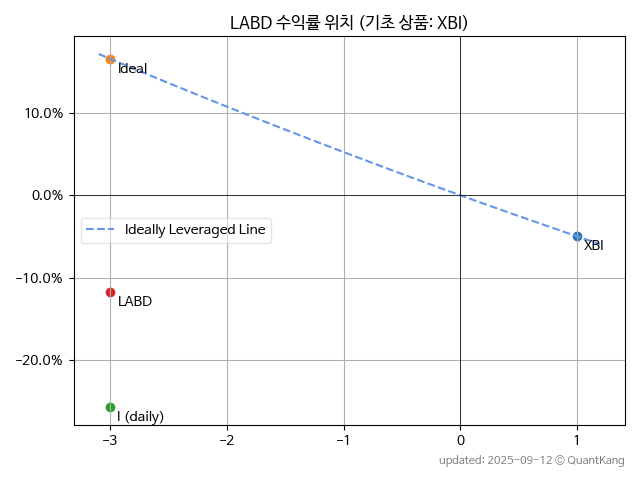 LABD 수익률 위치 (기초 상품: XBI)
Ideal
10.0%
0.0%
Ideally Leveraged Line
XBI
-10.0%
LABD
-20.0%
I (daily)
-3
-2
-1
0
1
updated: 2025-09-12 © QuantKang